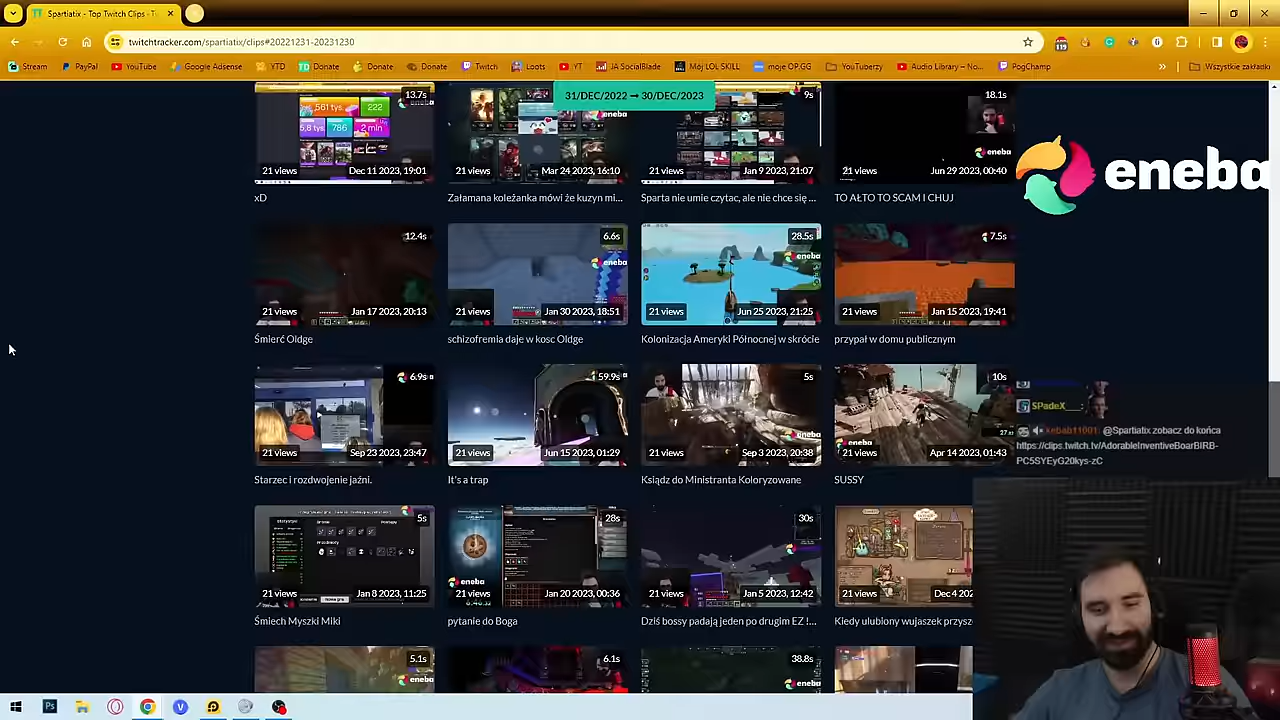 Spartiatix - Top Twitch Clips - T
twitchtracker.com/spartiatix/clips#20221231-20231230
Stream PayPal YouTube Google Adsense YTD Donate Donate Donate Twitch Loots YT JA SocialBlade Mój LOL SKILL moje OP.GG YouTuberzy Audio Library – No... PogChamp » Wszystkie zakładki
31/DEC/2022 → 30/DEC/2023
13.7s 9s 18.1s
561 tys. 222
786 2 min
eneba
21 views Dec 11 2023, 19:01 21 views Mar 24 2023, 16:10 21 views Jan 9 2023, 21:07 21 views Jun 29 2023, 00:40
xD Załamana koleżanka mówi że kuzyn mi... Sparta nie umie czytac, ale nie chce się ... TO AŁTO TO SCAM I CHUJ
12.4s 6.6s 28.5s 7.5s
21 views Jan 17 2023, 20:13 21 views Jan 30 2023, 18:51 21 views Jun 25 2023, 21:25 21 views Jan 15 2023, 19:41
Śmierć Oldge schizofremia daje w kosc Oldge Kolonizacja Ameryki Północnej w skrócie przypał w domu publicznym
6.9s 59.9s 5s 10s
SPadeX___:
xebab11001: @Spartiatix zobacz do końca
https://clips.twitch.tv/AdorableInventiveBoarBIRB-
PC5SYEyG20kys-zC
21 views Sep 23 2023, 23:47 21 views Jun 15 2023, 01:29 21 views Sep 3 2023, 20:38 21 views Apr 14 2023, 01:43
Starzec i rozdwojenie jaźni. It's a trap Ksiądz do Ministranta Koloryzowane SUSSY
5s 28s 30s
21 views Jan 8 2023, 11:25 21 views Jan 20 2023, 36 21 views Jan 5 2023, 12:42 21 views Dec 4 202
Śmiech Myszki Miki pytanie do Boga Dziś bossy padają jeden po drugim EZ !... Kiedy ulubiony wujaszek przysz
5.1s 6.1s 38.8s